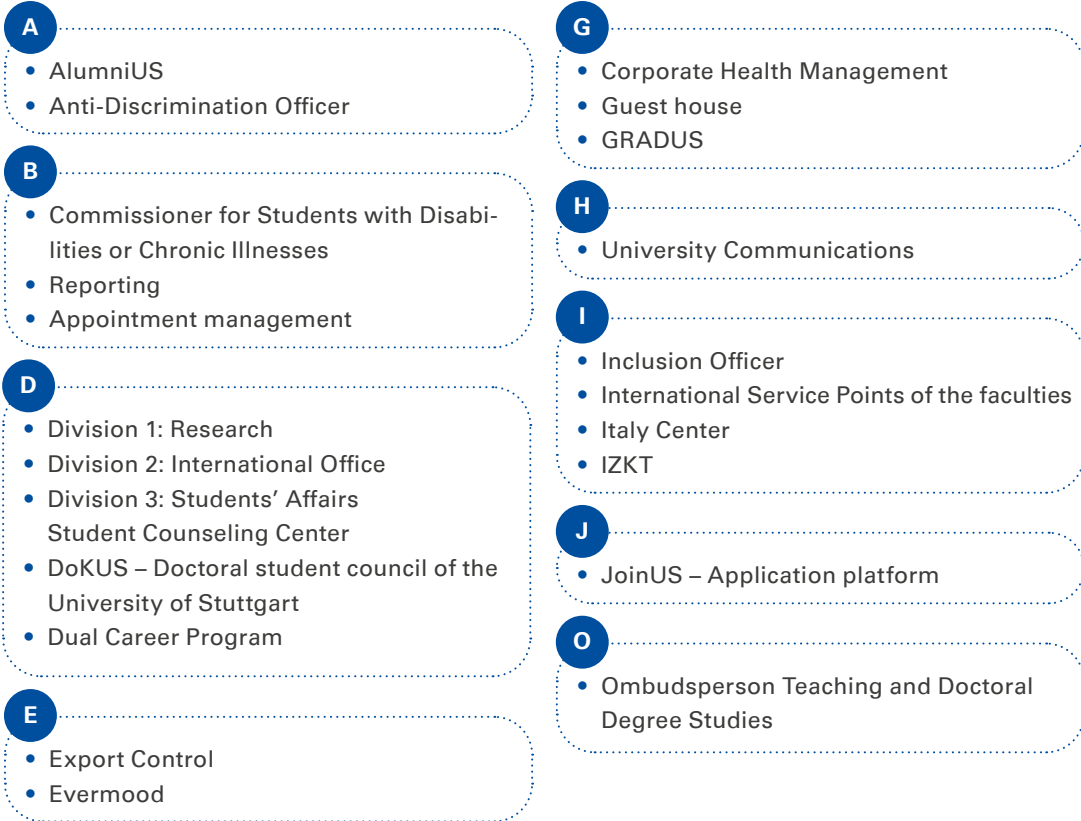 A
• AlumniUS
• Anti-Discrimination Officer
B
• Commissioner for Students with Disabi-
lities or Chronic Illnesses
• Reporting
• Appointment management
D
• Division 1: Research
• Division 2: International Office
• Division 3: Students’ Affairs
Student Counseling Center
• DoKUS – Doctoral student council of the
University of Stuttgart
• Dual Career Program
E
• Export Control
• Evermood
G
• Corporate Health Management
• Guest house
• GRADUS
H
• University Communications
I
• Inclusion Officer
• International Service Points of the faculties
• Italy Center
• IZKT
J
• JoinUS – Application platform
O
• Ombudsperson Teaching and Doctoral
Degree Studies